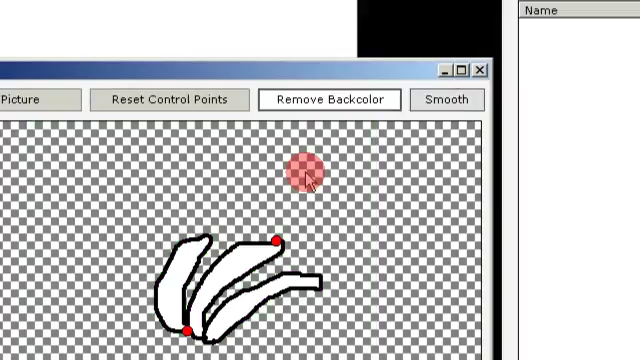 Name
Picture
Reset Control Points
Remove Backcolor
Smooth